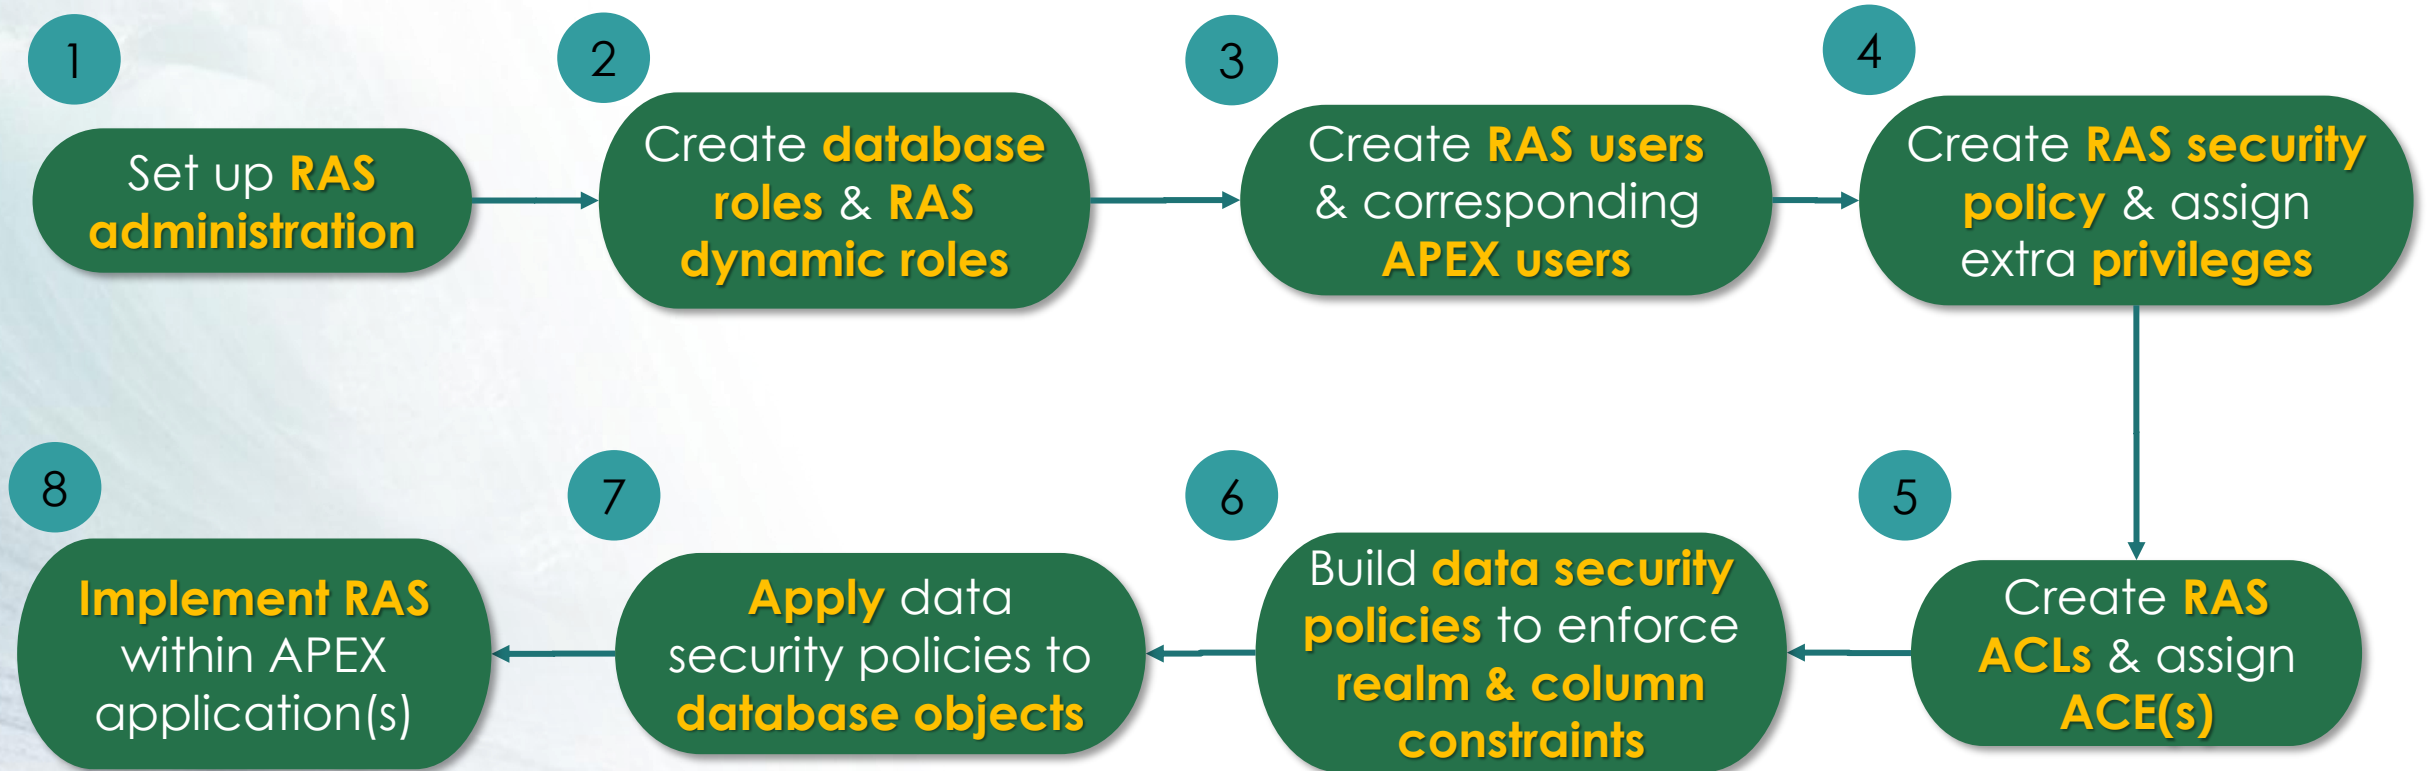 1
Set up RAS
administration
2
Create database
roles & RAS
dynamic roles
3
Create RAS users
& corresponding
APEX users
4
Create RAS security
policy & assign
extra privileges
5
Create RAS
ACLs & assign
ACE(s)
6
Build data security
policies to enforce
realm & column
constraints
7
Apply data
security policies to
database objects
8
Implement RAS
within APEX
application(s)